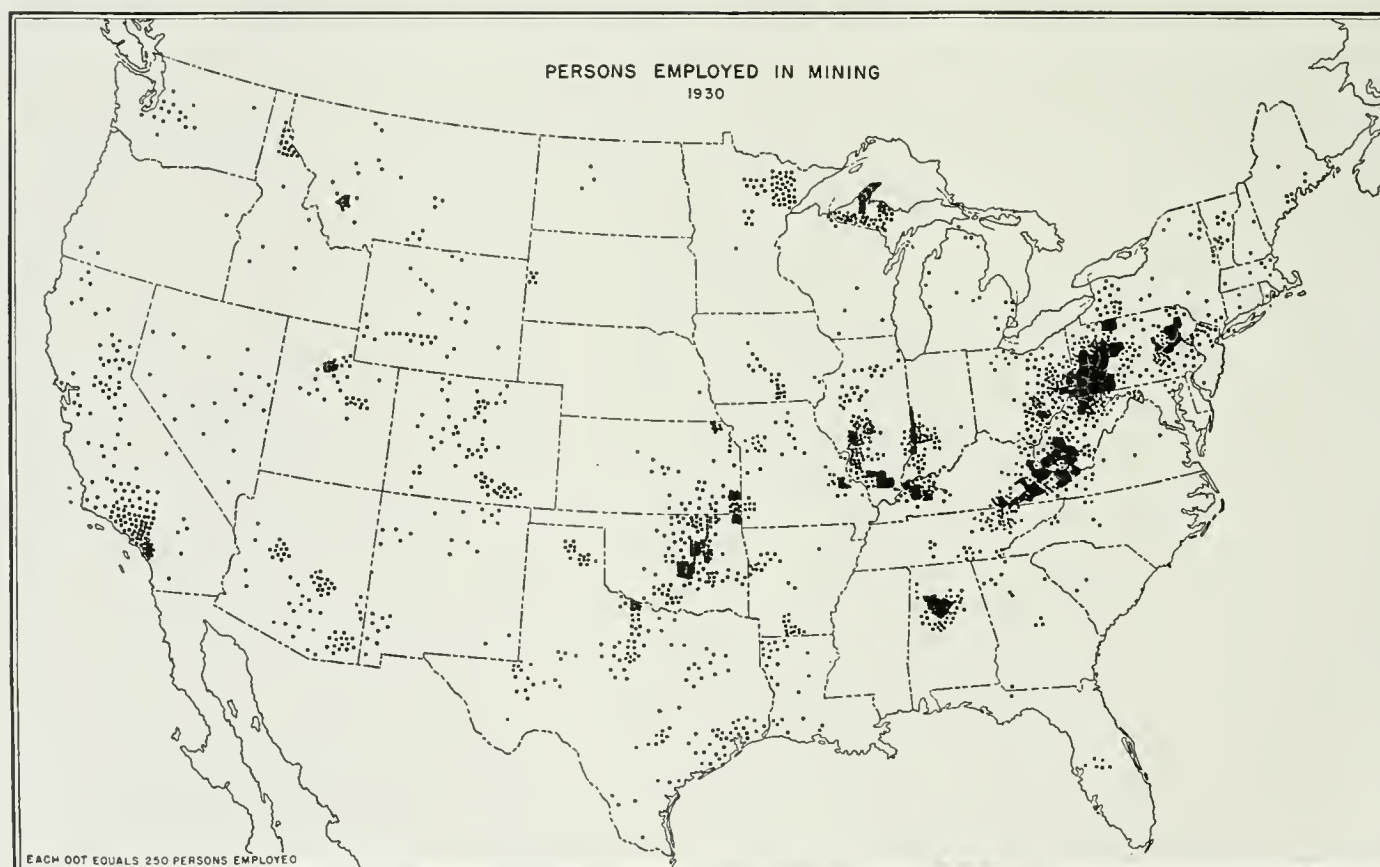 PERSONS EMPLOYED IN MINING
1930
EACH DOT EQUALS 250 PERSONS EMPLOYED